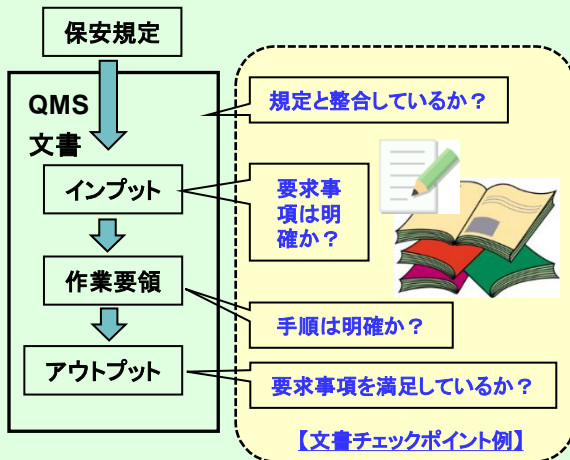 保安規定
QMS
文書
インプット
作業要領
アウトプット
規定と整合しているか？
要求事
項は明
確か？
手順は明確か？
要求事項を満足しているか？
【文書チェックポイント例】